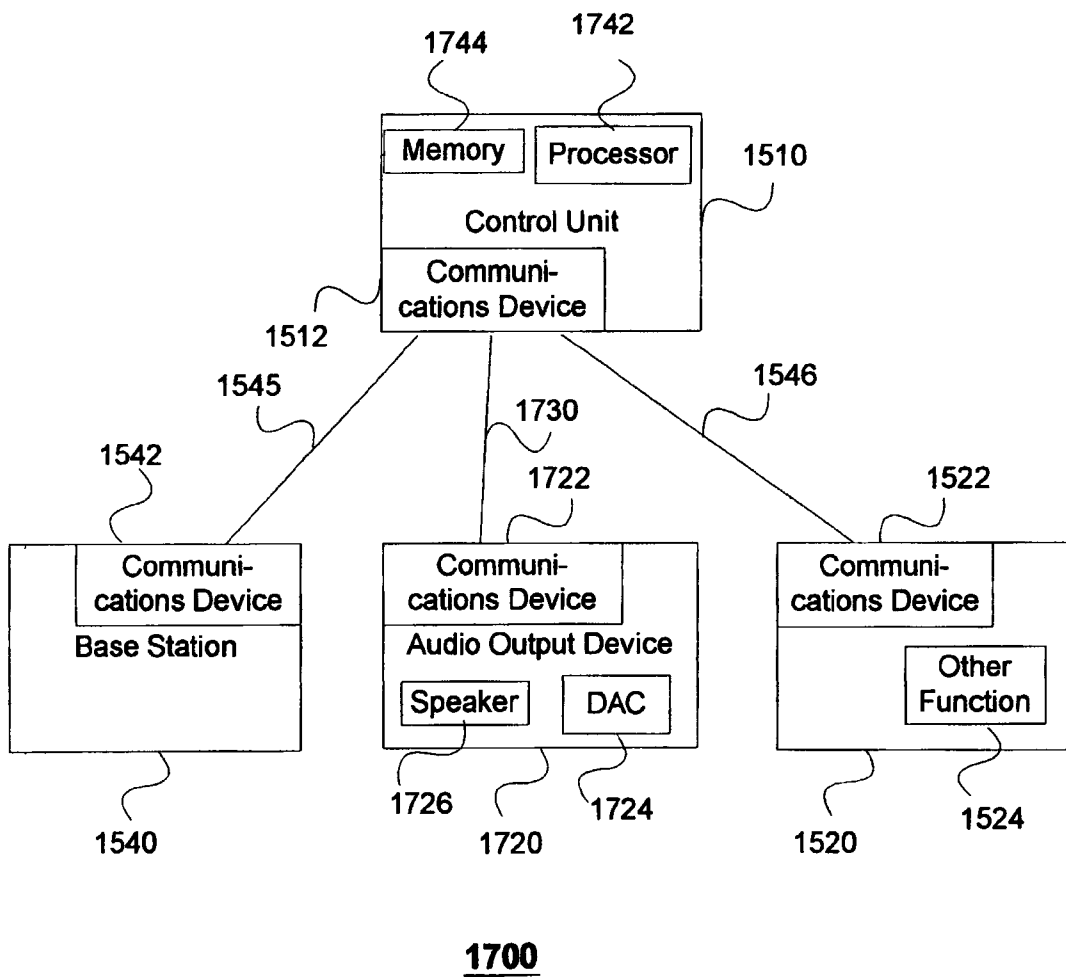 1744
1742
Memory
Processor
1510
Control Unit
Communi-
cations Device
1512
1545
1730
1546
1542
1722
1522
Communi-
cations Device
Base Station
Communi-
cations Device
Audio Output Device
Speaker
DAC
Communi-
cations Device
Other
Function
1540
1726
1720
1724
1520
1524
1700